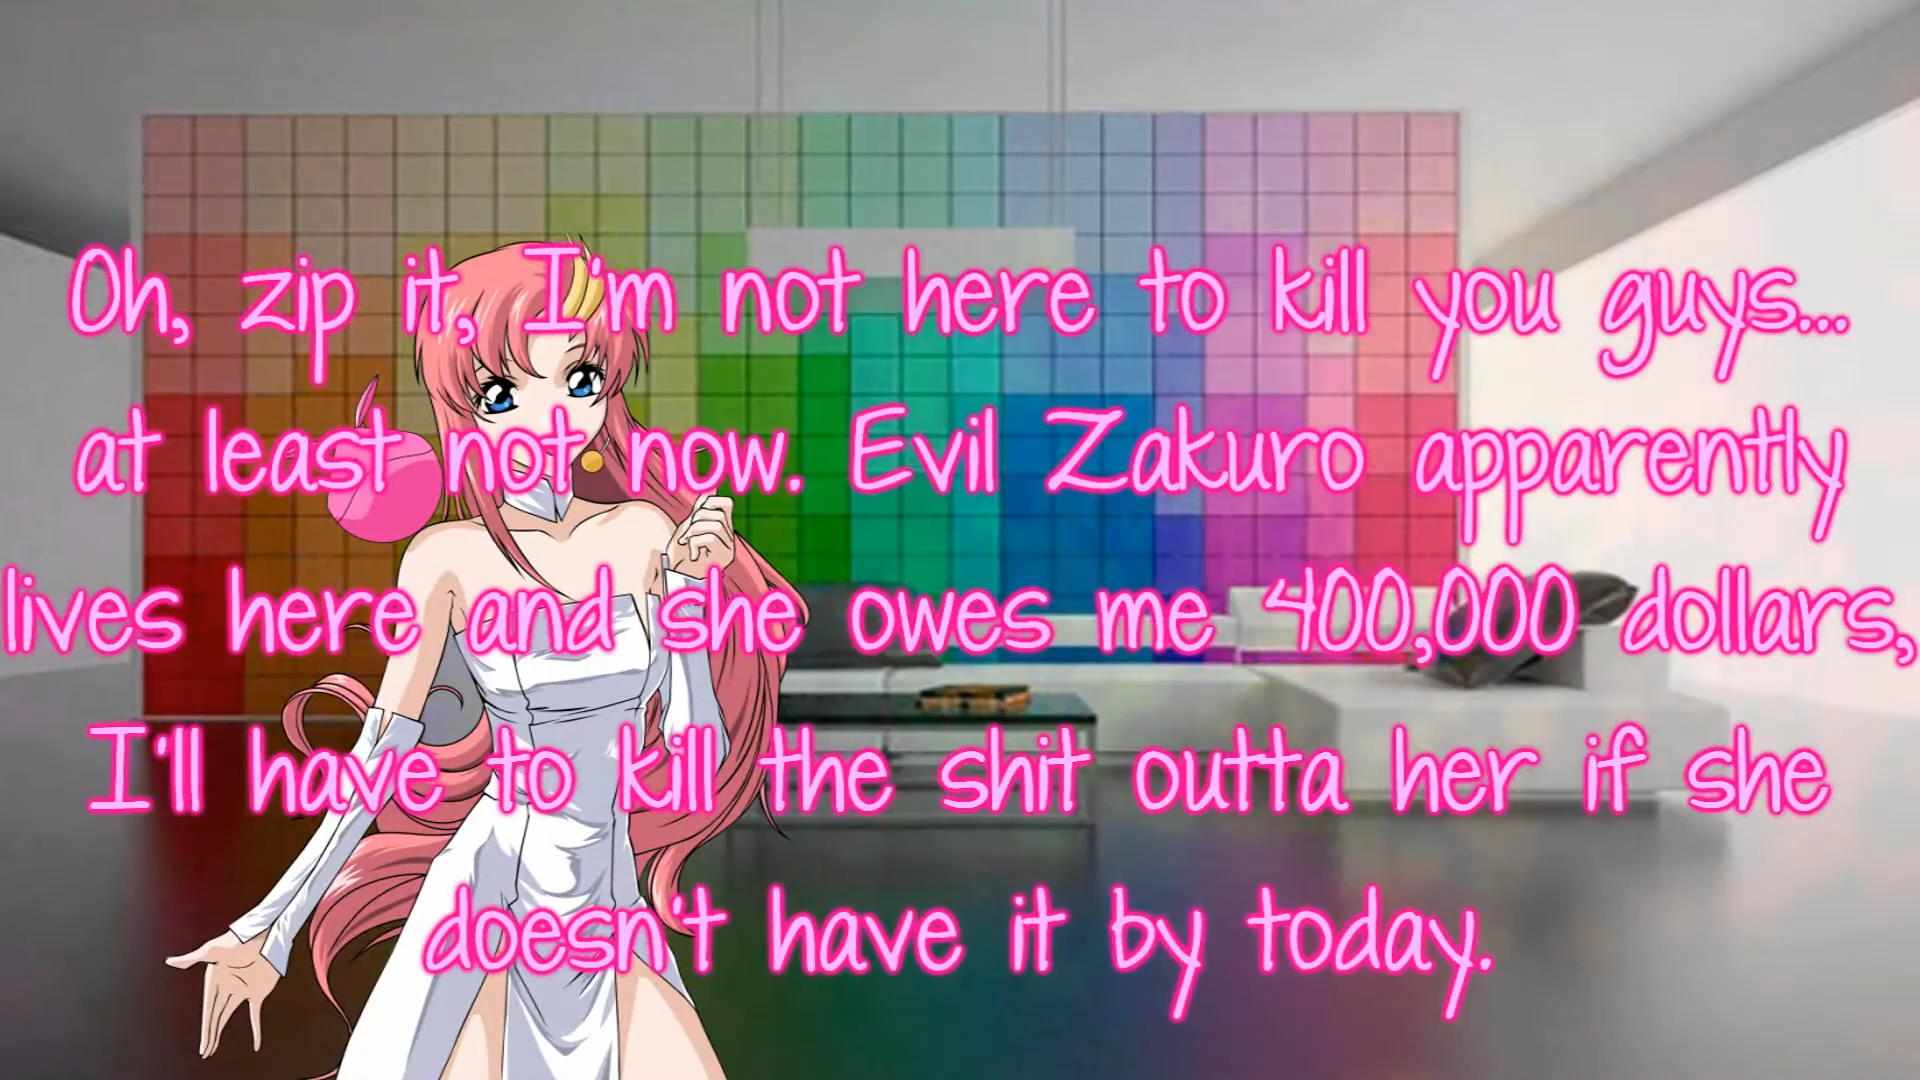 Oh, zip it, I'm not here to kill you guys...
at least not now. Evil Zakuro apparently
lives here and she owes me 400,000 dollars,
I'll have to kill the shit outta her if she
doesn't have it by today.